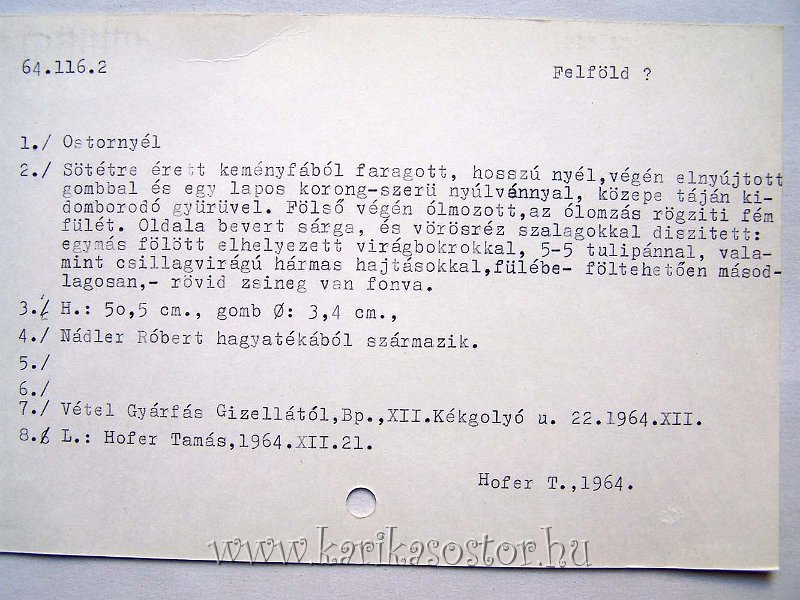 64.116.2
Felföld ?
1./ Ostornyél
2./ Sötétre érett keményfából faragott, hosszú nyél,végén elnyújtott
gombbal és egy lapos korong-szerü nyúlvánnyal, közepe táján ki-
domborodó gyürüvel. Fölső végén ólmozott,az ólomzás rögziti fém
fülét. Oldala bevert sárga, és vörösréz szalagokkal diszitett:
egymás fölött elhelyezett virágbokrokkal, 5-5 tulipánnal, vala-
mint csillagvirágú hármas hajtásokkal,fülébe- föltehetően másod-
lagosan,- rövid zsineg van fonva.
3./ H.: 5o,5 cm., gomb Ø: 3,4 cm.,
4./ Nádler Róbert hagyatékából származik.
5./
6./
7./ Vétel Gyárfás Gizellától,Bp.,XII.Kékgolyó u. 22.1964.XII.
8./ L.: Hofer Tamás,1964.XII.21.
Hofer T.,1964.
www.karikasostor.hu